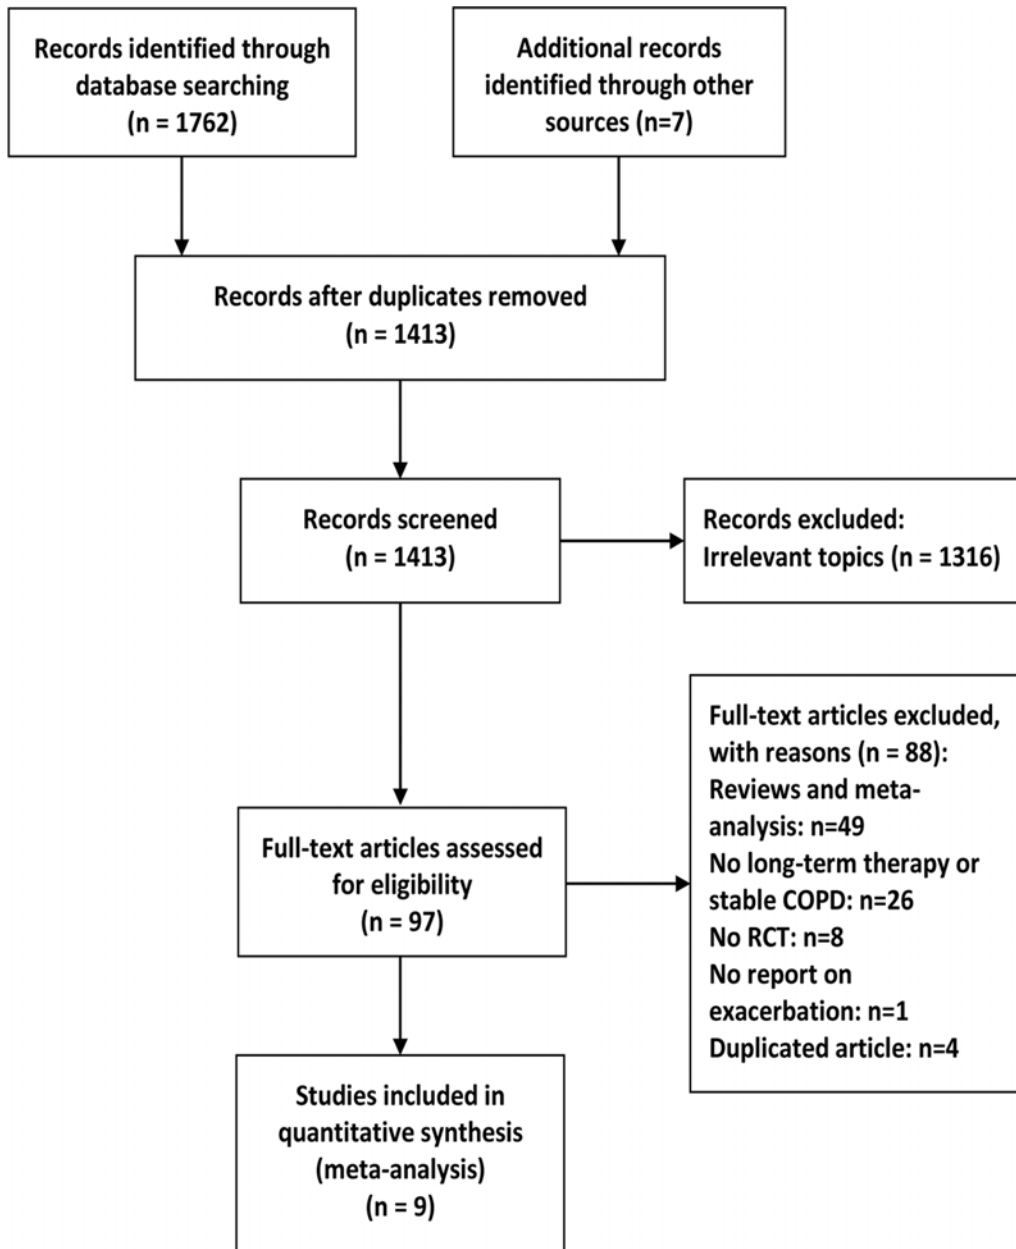 Records identified through
database searching
(n = 1762)
Additional records
identified through other
sources (n=7)
Records after duplicates removed
(n = 1413)
Records screened
(n = 1413)
Records excluded:
Irrelevant topics (n = 1316)
Full-text articles assessed
for eligibility
(n = 97)
Full-text articles excluded,
with reasons (n = 88):
Reviews and meta-
analysis: n=49
No long-term therapy or
stable COPD: n=26
No RCT: n=8
No report on
exacerbation: n=1
Duplicated article: n=4
Studies included in
quantitative synthesis
(meta-analysis)
(n = 9)